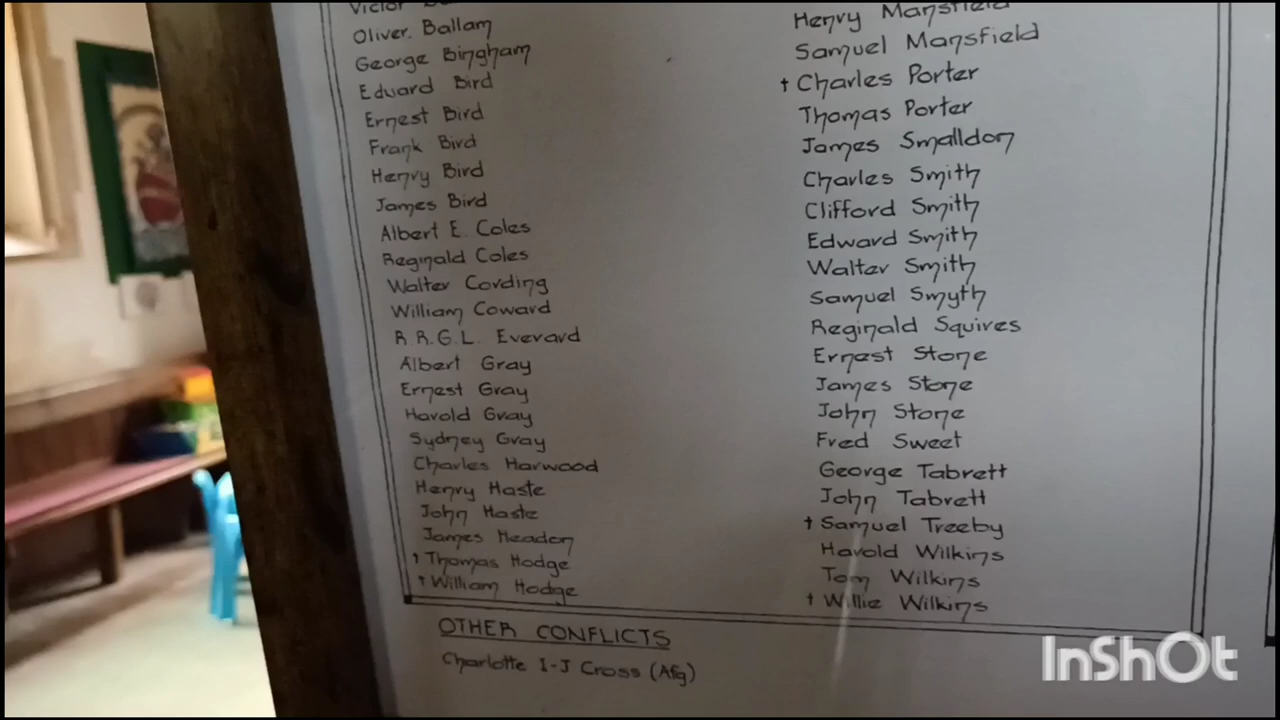 Victor
Oliver. Ballam
George Bingham
Eduard Bird
Ernest Bird
Frank Bird
Henry Bird
James Bird
Albert E. Coles
Reginald Coles
Walter Cording
William Coward
R.R.G.L. Everard
Albert Gray
Ernest Gray
Harold Gray
Sydney Gray
Charles Harwood
Henry Haste
John Haste
James Headon
† Thomas Hodge
† William Hodge
Henry Mansfield
Samuel Mansfield
† Charles Porter
Thomas Porter
James Smalldon
Charles Smith
Clifford Smith
Edward Smith
Walter Smith
Samuel Smyth
Reginald Squires
Ernest Stone
James Stone
John Stone
Fred Sweet
George Tabrett
John Tabrett
† Samuel Treeby
Harold Wilkins
Tom Wilkins
† Willie Wilkins
OTHER CONFLICTS
Charlotte I-J Cross (Afg)
InShOt